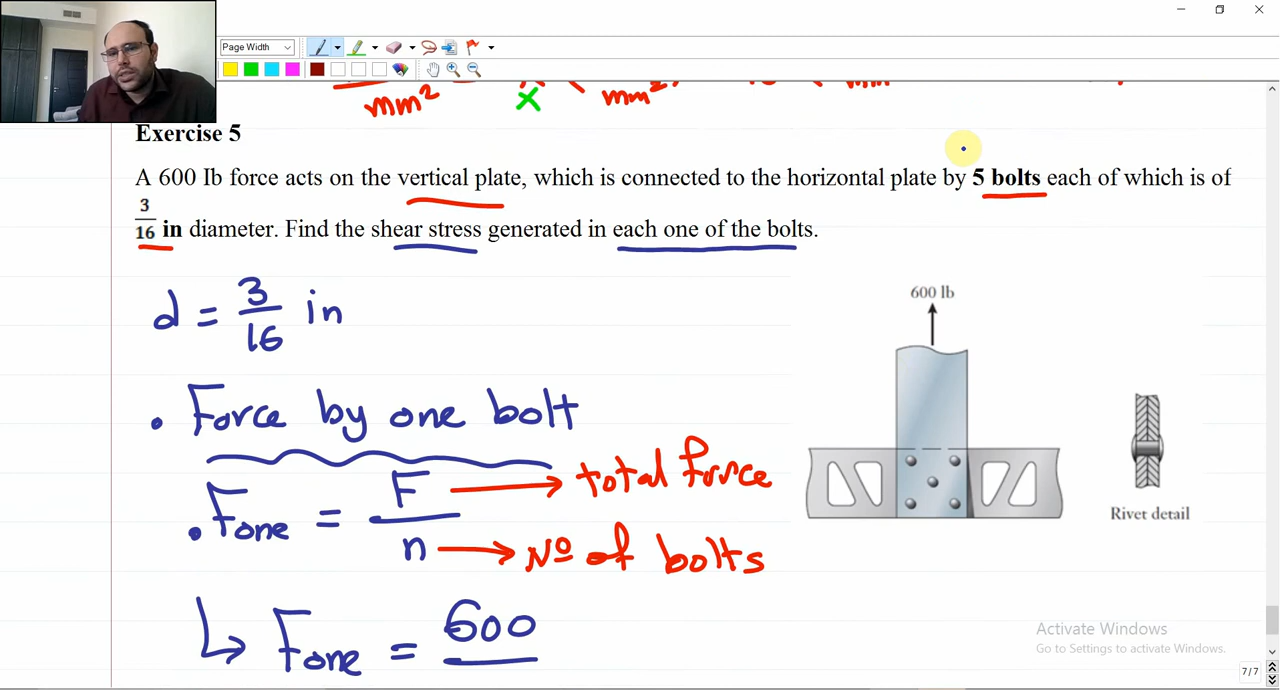 Page Width
mm²
x
mm²
Exercise 5
A 600 Ib force acts on the vertical plate, which is connected to the horizontal plate by 5 bolts each of which is of
3/16 in diameter. Find the shear stress generated in each one of the bolts.
d = 3/16 in
600 lb
. Force by one bolt
.Fone = F/n
→ total force
→ Nº of bolts
Rivet detail
↳ Fone = 600
Activate Windows
Go to Settings to activate Windows.
7/7